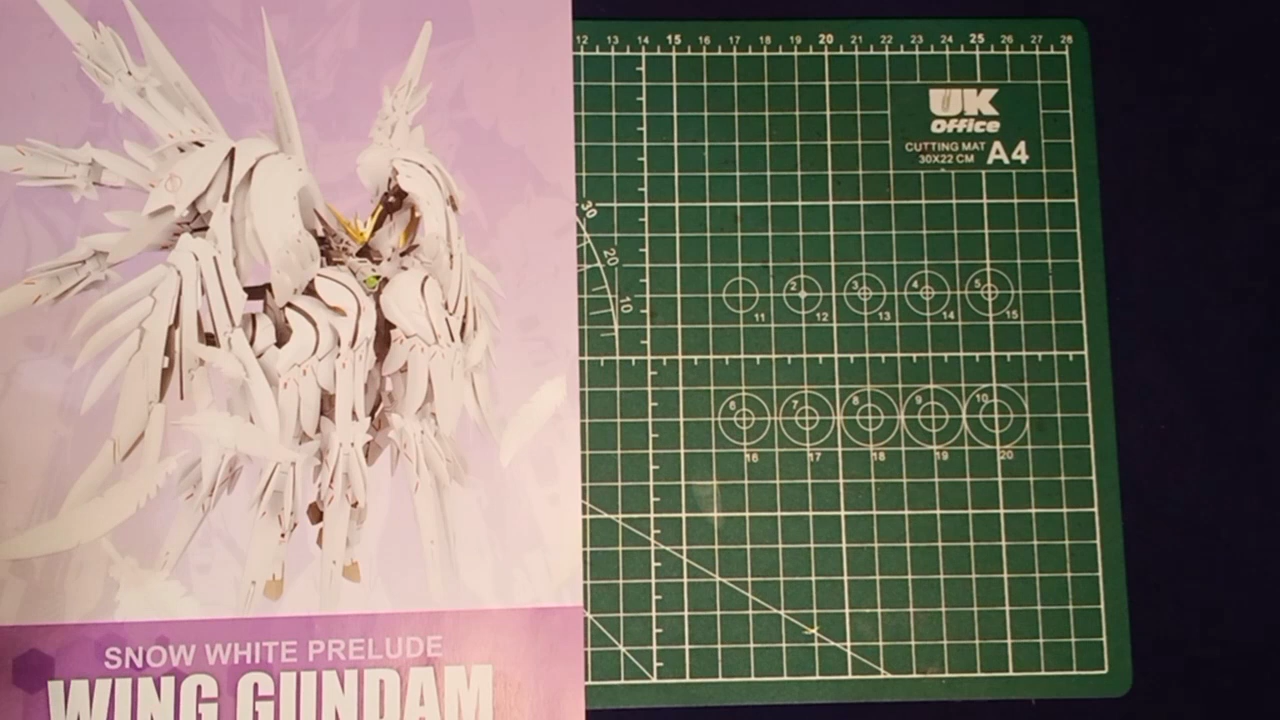 SNOW WHITE PRELUDE
WING GUNDAM
12 13 14 15 16 17 18 19 20 21 22 23 24 25 26 27 28
UK
Office
CUTTING MAT
30X22 CM
A4
30
20
10
2 3 4 5
11 12 13 14 15
6 7 8 9 10
16 17 18 19 20